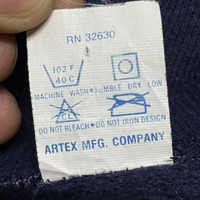 RN 32630
102 F
40 C
MACHINE WASH • TUMBLE DRY LOW
CL
DO NOT BLEACH • DO NOT IRON DESIGN
ARTEX MFG. COMPANY